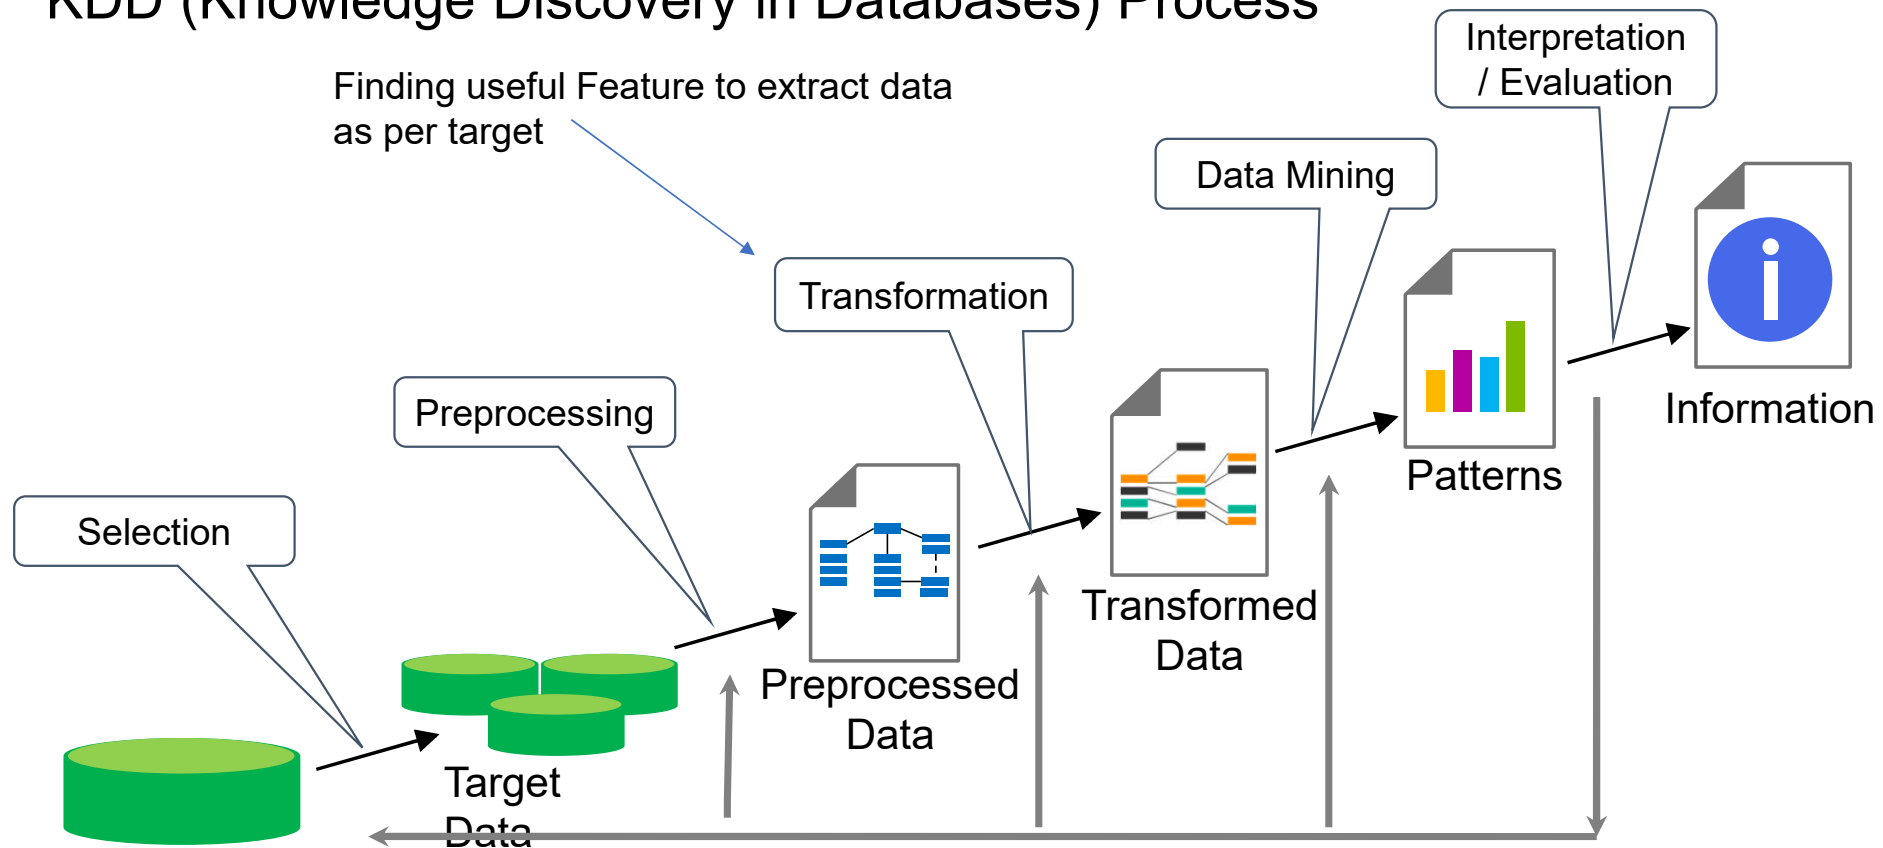 KDD (Knowledge Discovery in Databases) Process
Interpretation
/ Evaluation
Finding useful Feature to extract data
as per target
Data Mining
Transformation
Preprocessing
Information
Patterns
Selection
Transformed
Data
Preprocessed
Data
Target
Data